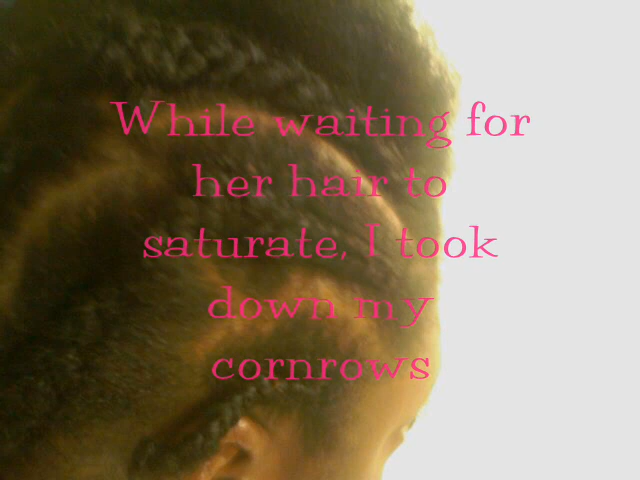 While waiting for
her hair to
saturate, I took
down my
cornrows